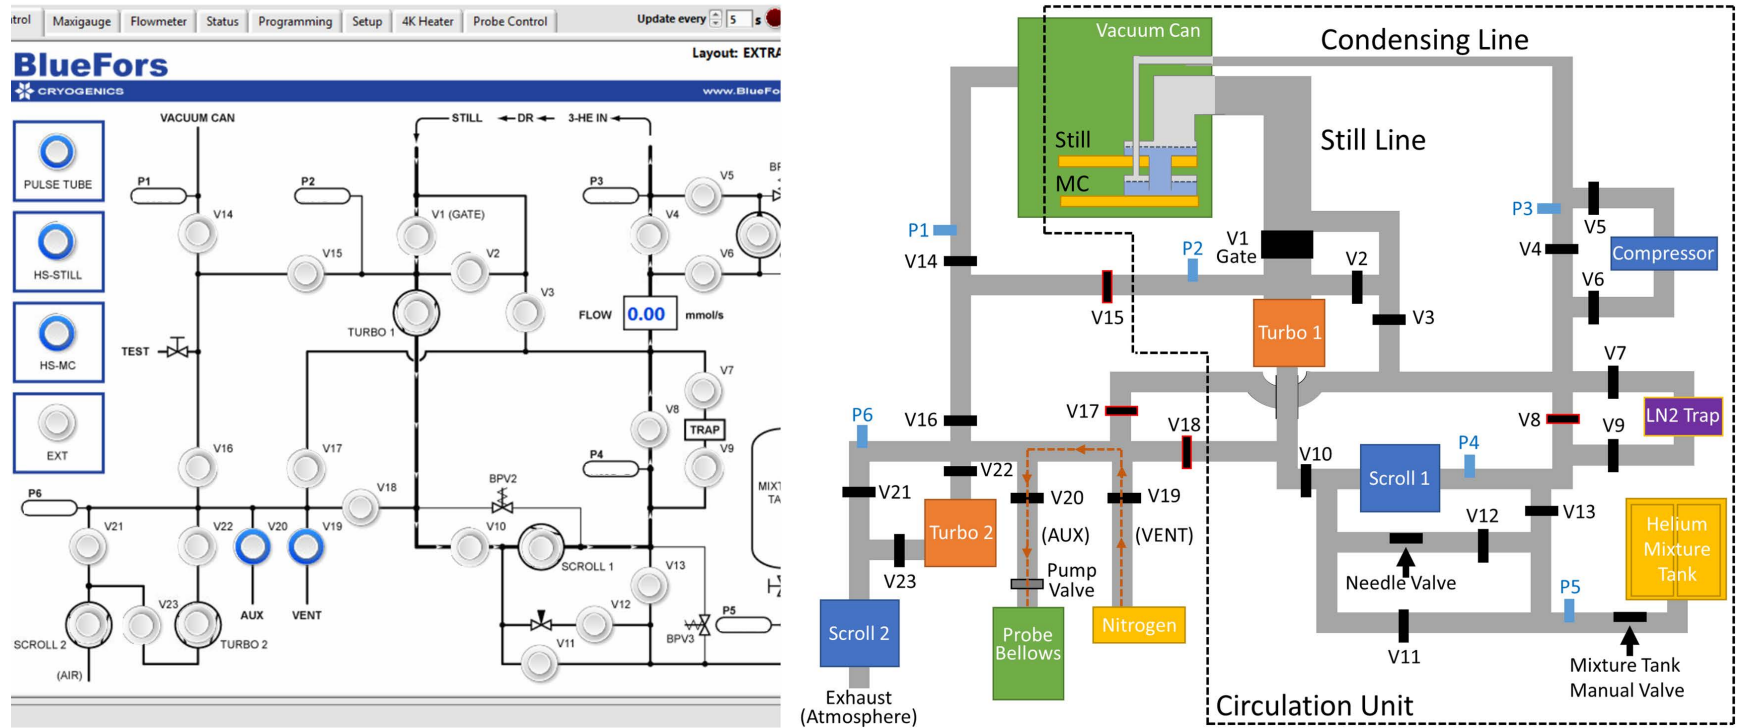 trol
Maxigauge
Flowmeter
Status
Programming
Setup
4K Heater
Probe Control
Update every
5
s
BlueFors
CRYOGENICS
Layout: EXTRA
www.BlueFo
PULSE TUBE
HS-STILL
HS-MC
EXT
VACUUM CAN
STILL
DR
3-HE IN
P1
P2
P3
V5
BP
V14
V1 (GATE)
V4
V15
V2
V6
V3
TURBO 1
FLOW
0.00
mmol/s
TEST
V7
V8
TRAP
V16
V17
V9
P4
BPV2
MIXT
TA
P6
V18
V21
V22
V20
V19
V10
SCROLL 1
V13
V23
AUX
VENT
V12
P5
SCROLL 2
TURBO 2
V11
BPV3
(AIR)
Vacuum Can
Condensing Line
Still
Still Line
MC
P1
P2
V1
Gate
P3
V5
V14
V2
V4
Compressor
V6
V15
Turbo 1
V3
V7
P6
V16
V17
V18
V8
LN2 Trap
V9
V10
Scroll 1
P4
V22
V21
V20
V19
V12
V13
Helium
Mixture
Tank
Turbo 2
(AUX)
(VENT)
V23
Pump
Valve
Needle Valve
P5
Scroll 2
Probe
Bellows
Nitrogen
V11
Mixture Tank
Manual Valve
Exhaust
(Atmosphere)
Circulation Unit